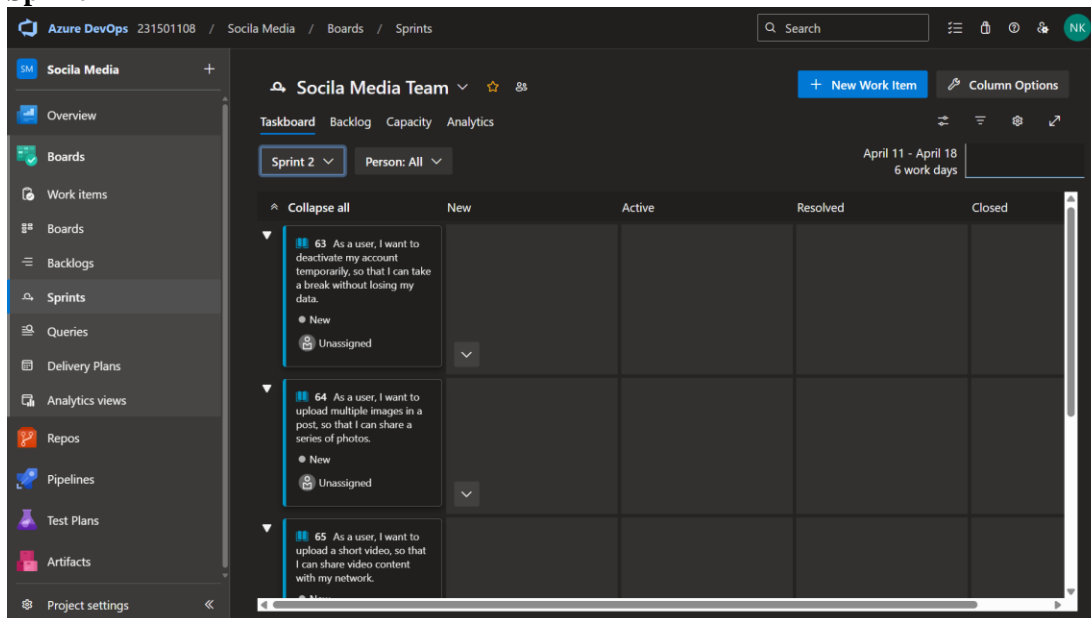 Azure DevOps 231501108 / Socila Media / Boards / Sprints
Search
NK
SM Socila Media +
Overview
Boards
Work items
Boards
Backlogs
Sprints
Queries
Delivery Plans
Analytics views
Repos
Pipelines
Test Plans
Artifacts
Project settings
Socila Media Team
+ New Work Item
Column Options
Taskboard Backlog Capacity Analytics
Sprint 2
Person: All
April 11 - April 18
6 work days
Collapse all New Active Resolved Closed
63 As a user, I want to
deactivate my account
temporarily, so that I can take
a break without losing my
data.
New
Unassigned
64 As a user, I want to
upload multiple images in a
post, so that I can share a
series of photos.
New
Unassigned
65 As a user, I want to
upload a short video, so that
I can share video content
with my network.